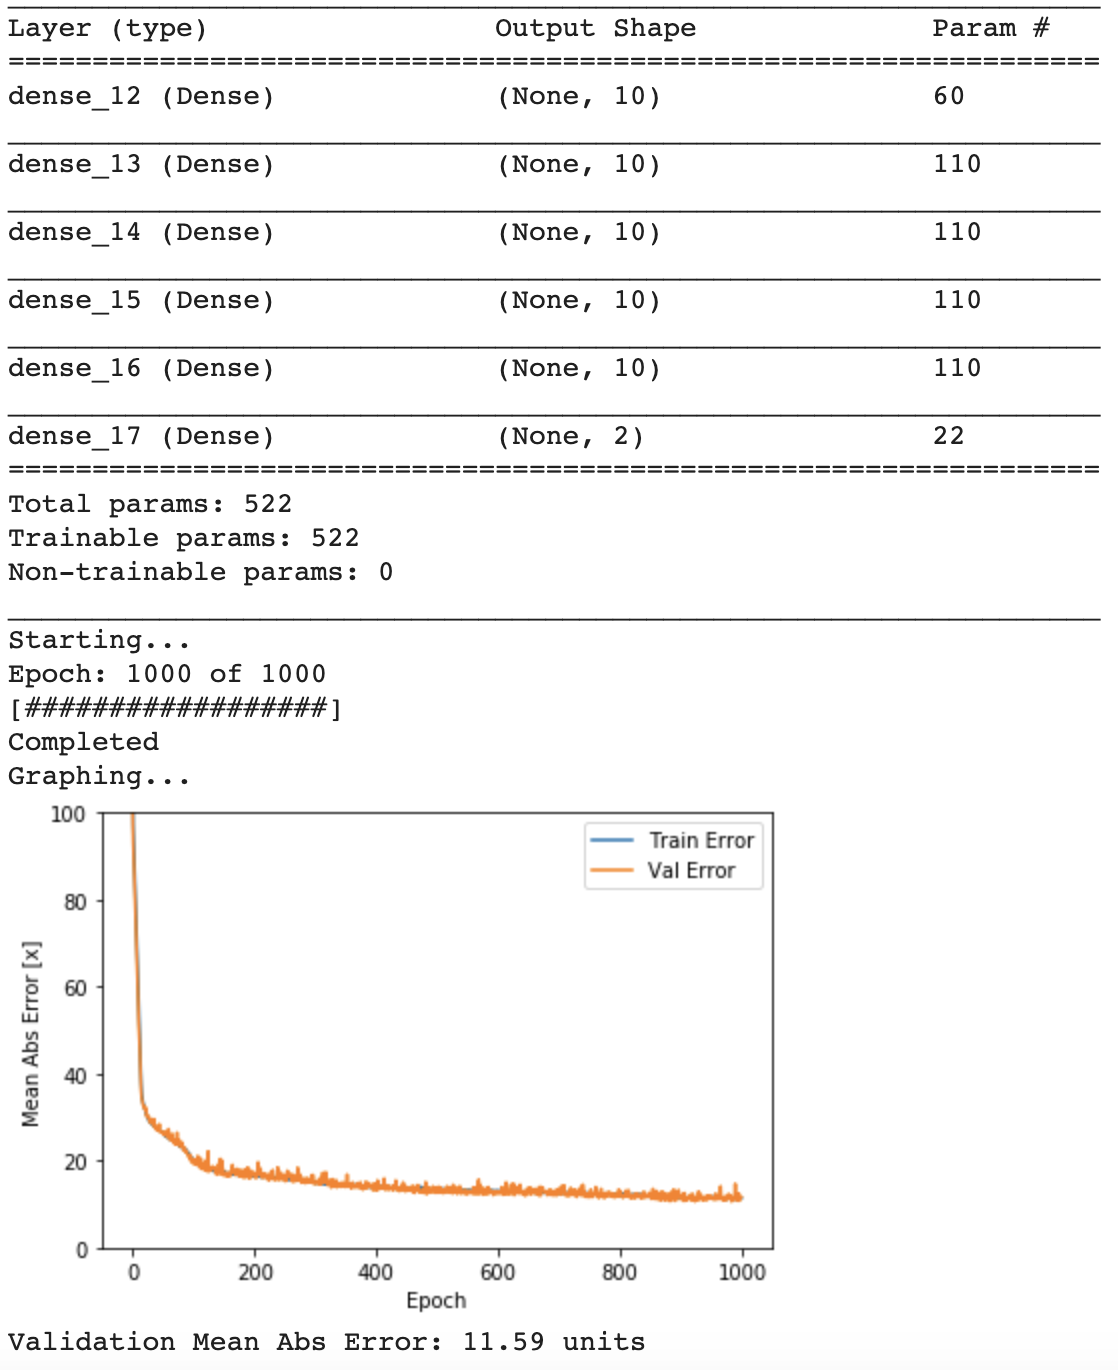 Layer (type) Output Shape Param #
=================================================================
dense_12 (Dense) (None, 10) 60
dense_13 (Dense) (None, 10) 110
dense_14 (Dense) (None, 10) 110
dense_15 (Dense) (None, 10) 110
dense_16 (Dense) (None, 10) 110
dense_17 (Dense) (None, 2) 22
=================================================================
Total params: 522
Trainable params: 522
Non-trainable params: 0
Starting...
Epoch: 1000 of 1000
[##################]
Completed
Graphing...
100
80
60
40
20
0
Mean Abs Error [x]
Train Error
Val Error
0 200 400 600 800 1000
Epoch
Validation Mean Abs Error: 11.59 units